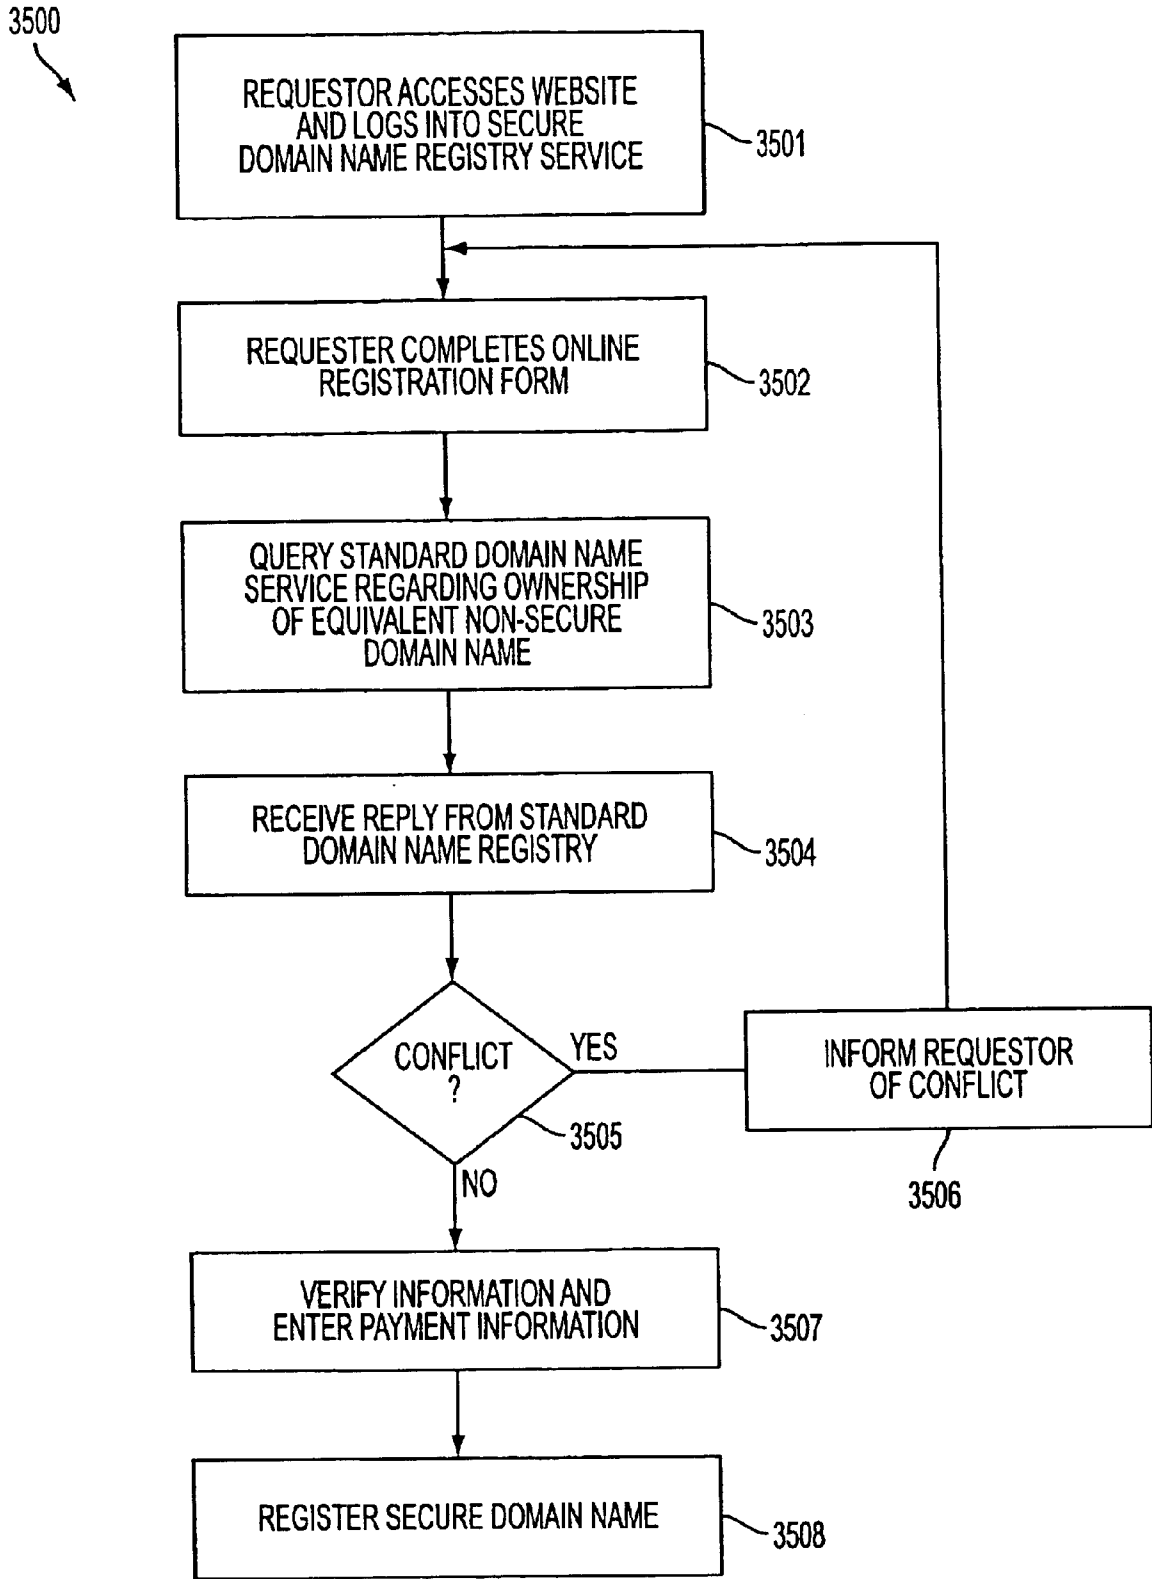 3500
REQUESTOR ACCESSES WEBSITE
AND LOGS INTO SECURE
DOMAIN NAME REGISTRY SERVICE
3501
REQUESTER COMPLETES ONLINE
REGISTRATION FORM
3502
QUERY STANDARD DOMAIN NAME
SERVICE REGARDING OWNERSHIP
OF EQUIVALENT NON-SECURE
DOMAIN NAME
3503
RECEIVE REPLY FROM STANDARD
DOMAIN NAME REGISTRY
3504
CONFLICT
?
YES
3505
INFORM REQUESTOR
OF CONFLICT
3506
NO
VERIFY INFORMATION AND
ENTER PAYMENT INFORMATION
3507
REGISTER SECURE DOMAIN NAME
3508